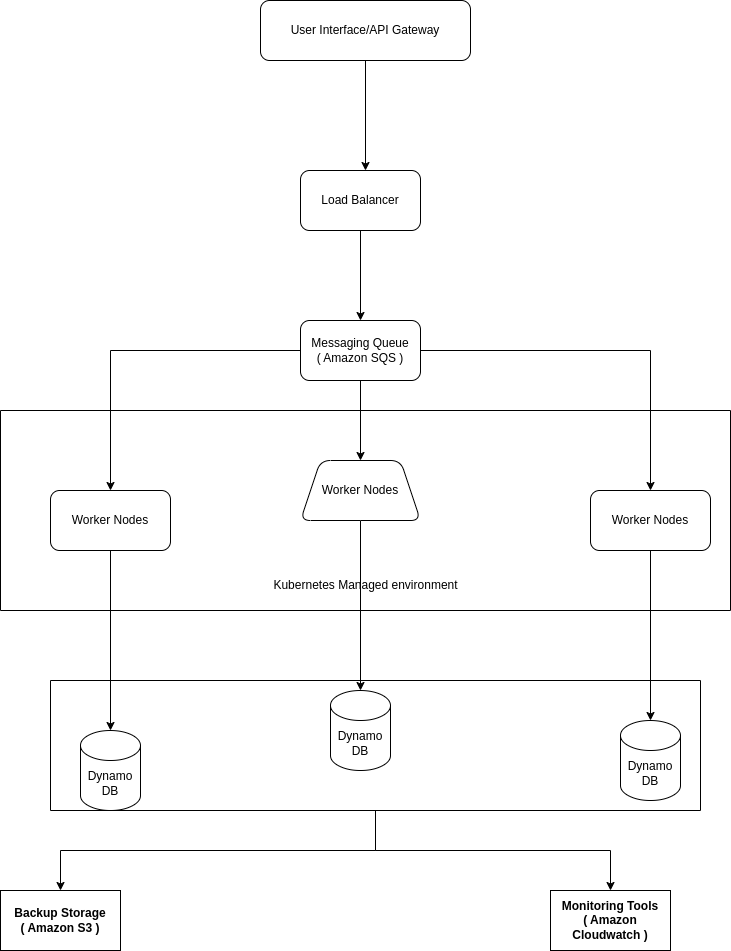 User Interface/API Gateway
Load Balancer
Messaging Queue
( Amazon SQS )
Worker Nodes
Worker Nodes
Worker Nodes
Kubernetes Managed environment
Dynamo
DB
Dynamo
DB
Dynamo
DB
Backup Storage
( Amazon S3 )
Monitoring Tools
( Amazon
Cloudwatch )